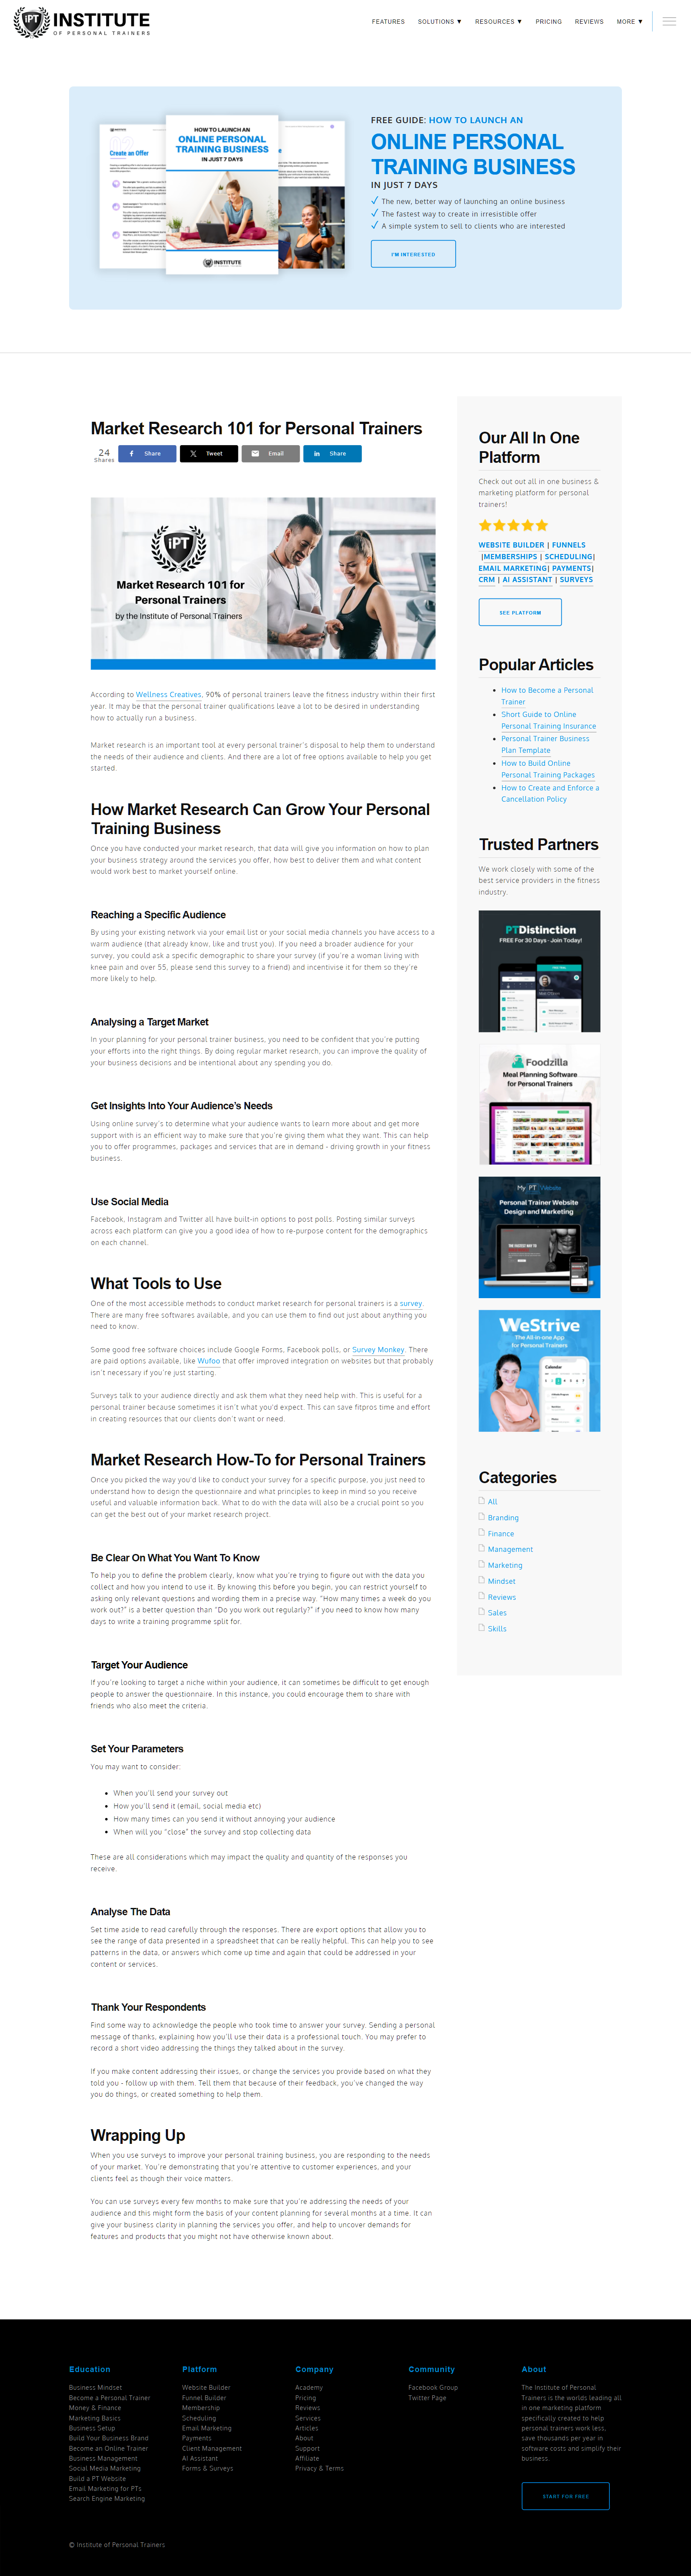 iPT INSTITUTE
OF PERSONAL TRAINERS
FEATURES SOLUTIONS ▼ RESOURCES ▼ PRICING REVIEWS MORE ▼
INSTITUTE
Create an Offer
HOW TO LAUNCH AN
ONLINE PERSONAL
TRAINING BUSINESS
IN JUST 7 DAYS
INSTITUTE
FREE GUIDE: HOW TO LAUNCH AN
ONLINE PERSONAL
TRAINING BUSINESS
IN JUST 7 DAYS
The new, better way of launching an online business
The fastest way to create in irresistible offer
A simple system to sell to clients who are interested
I'M INTERESTED
Market Research 101 for Personal Trainers
24
Shares
Share
Tweet
Email
Share
iPT
Market Research 101 for
Personal Trainers
by the Institute of Personal Trainers
According to Wellness Creatives, 90% of personal trainers leave the fitness industry within their first
year. It may be that the personal trainer qualifications leave a lot to be desired in understanding
how to actually run a business.
Market research is an important tool at every personal trainer's disposal to help them to understand
the needs of their audience and clients. And there are a lot of free options available to help you get
started.
How Market Research Can Grow Your Personal
Training Business
Once you have conducted your market research, that data will give you information on how to plan
your business strategy around the services you offer, how best to deliver them and what content
would work best to market yourself online.
Reaching a Specific Audience
By using your existing network via your email list or your social media channels you have access to a
warm audience (that already know, like and trust you). If you need a broader audience for your
survey, you could ask a specific demographic to share your survey (if you're a woman living with
knee pain and over 55, please send this survey to a friend) and incentivise it for them so they're
more likely to help.
Analysing a Target Market
In your planning for your personal trainer business, you need to be confident that you're putting
your efforts into the right things. By doing regular market research, you can improve the quality of
your business decisions and be intentional about any spending you do.
Get Insights Into Your Audience's Needs
Using online survey's to determine what your audience wants to learn more about and get more
support with is an efficient way to make sure that you're giving them what they want. This can help
you to offer programmes, packages and services that are in demand - driving growth in your fitness
business.
Use Social Media
Facebook, Instagram and Twitter all have built-in options to post polls. Posting similar surveys
across each platform can give you a good idea of how to re-purpose content for the demographics
on each channel.
What Tools to Use
One of the most accessible methods to conduct market research for personal trainers is a survey.
There are many free softwares available, and you can use them to find out just about anything you
need to know.
Some good free software choices include Google Forms, Facebook polls, or Survey Monkey. There
are paid options available, like Wufoo that offer improved integration on websites but that probably
isn't necessary if you're just starting.
Surveys talk to your audience directly and ask them what they need help with. This is useful for a
personal trainer because sometimes it isn't what you'd expect. This can save fitpros time and effort
in creating resources that our clients don't want or need.
Market Research How-To for Personal Trainers
Once you picked the way you'd like to conduct your survey for a specific purpose, you just need to
understand how to design the questionnaire and what principles to keep in mind so you receive
useful and valuable information back. What to do with the data will also be a crucial point so you
can get the best out of your market research project.
Be Clear On What You Want To Know
To help you to define the problem clearly, know what you're trying to figure out with the data you
collect and how you intend to use it. By knowing this before you begin, you can restrict yourself to
asking only relevant questions and wording them in a precise way. "How many times a week do you
work out?" is a better question than "Do you work out regularly?" if you need to know how many
days to write a training programme split for.
Target Your Audience
If you're looking to target a niche within your audience, it can sometimes be difficult to get enough
people to answer the questionnaire. In this instance, you could encourage them to share with
friends who also meet the criteria.
Set Your Parameters
You may want to consider:
When you'll send your survey out
How you'll send it (email, social media etc)
How many times can you send it without annoying your audience
When will you "close" the survey and stop collecting data
These are all considerations which may impact the quality and quantity of the responses you
receive.
Analyse The Data
Set time aside to read carefully through the responses. There are export options that allow you to
see the range of data presented in a spreadsheet that can be really helpful. This can help you to see
patterns in the data, or answers which come up time and again that could be addressed in your
content or services.
Thank Your Respondents
Find some way to acknowledge the people who took time to answer your survey. Sending a personal
message of thanks, explaining how you'll use their data is a professional touch. You may prefer to
record a short video addressing the things they talked about in the survey.
If you make content addressing their issues, or change the services you provide based on what they
told you - follow up with them. Tell them that because of their feedback, you've changed the way
you do things, or created something to help them.
Wrapping Up
When you use surveys to improve your personal training business, you are responding to the needs
of your market. You're demonstrating that you're attentive to customer experiences, and your
clients feel as though their voice matters.
You can use surveys every few months to make sure that you're addressing the needs of your
audience and this might form the basis of your content planning for several months at a time. It can
give your business clarity in planning the services you offer, and help to uncover demands for
features and products that you might not have otherwise known about.
Our All In One
Platform
Check out out all in one business &
marketing platform for personal
trainers!
WEBSITE BUILDER | FUNNELS
|MEMBERSHIPS | SCHEDULING|
EMAIL MARKETING| PAYMENTS|
CRM | AI ASSISTANT | SURVEYS
SEE PLATFORM
Popular Articles
How to Become a Personal
Trainer
Short Guide to Online
Personal Training Insurance
Personal Trainer Business
Plan Template
How to Build Online
Personal Training Packages
How to Create and Enforce a
Cancellation Policy
Trusted Partners
We work closely with some of the
best service providers in the fitness
industry.
PTDistinction
FREE For 30 Days - Join Today!
Foodzilla
Meal Planning Software
for Personal Trainers
My PT Website
Personal Trainer Website
Design and Marketing
WeStrive
The All-in-one App
for Personal Trainers
Calendar
Categories
All
Branding
Finance
Management
Marketing
Mindset
Reviews
Sales
Skills
Education
Business Mindset
Become a Personal Trainer
Money & Finance
Marketing Basics
Business Setup
Build Your Business Brand
Become an Online Trainer
Business Management
Social Media Marketing
Build a PT Website
Email Marketing for PTs
Search Engine Marketing
Platform
Website Builder
Funnel Builder
Membership
Scheduling
Email Marketing
Payments
Client Management
AI Assistant
Forms & Surveys
Company
Academy
Pricing
Reviews
Services
Articles
About
Support
Affiliate
Privacy & Terms
Community
Facebook Group
Twitter Page
About
The Institute of Personal
Trainers is the worlds leading all
in one marketing platform
specifically created to help
personal trainers work less,
save thousands per year in
software costs and simplify their
business.
START FOR FREE
© Institute of Personal Trainers